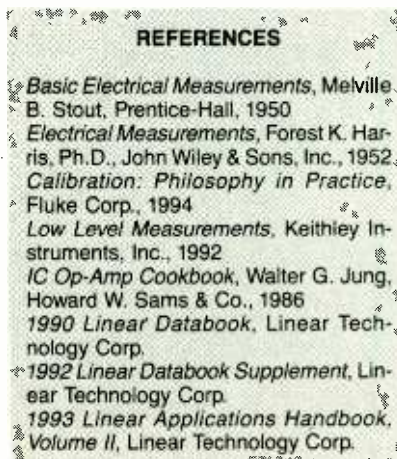 REFERENCES
Basic Electrical Measurements, Melville
B. Stout, Prentice-Hall, 1950
Electrical Measurements, Forest K. Har-
ris, Ph.D., John Wiley & Sons, Inc., 1952
Calibration: Philosophy in Practice,
Fluke Corp., 1994
Low Level Measurements, Keithley In-
struments, Inc., 1992
IC Op-Amp Cookbook, Walter G. Jung,
Howard W. Sams & Co., 1986
1990 Linear Databook, Linear Tech-
nology Corp.
1992 Linear Databook Supplement, Lin-
ear Technology Corp.
1993 Linear Applications Handbook,
Volume II, Linear Technology Corp.